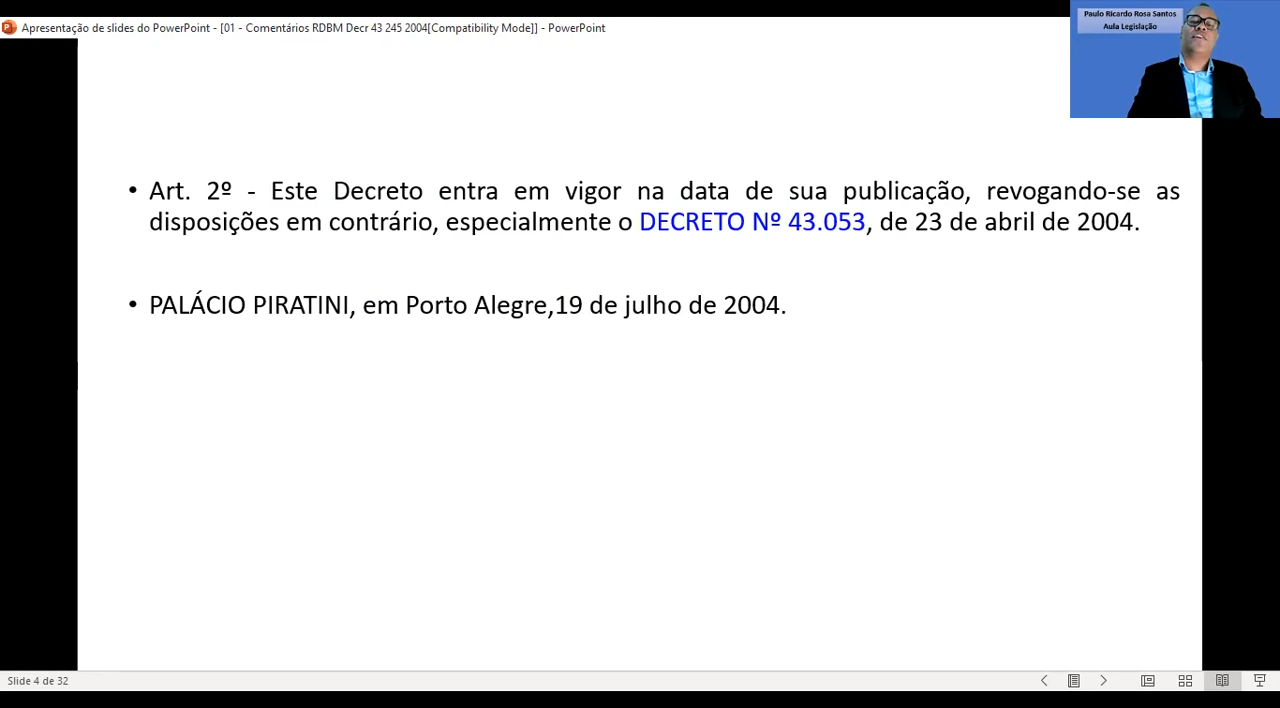 Apresentação de slides do PowerPoint - [01 - Comentários RDBM Decr 43 245 2004[Compatibility Mode]] - PowerPoint
Paulo Ricardo Rosa Santos
Aula Legislação
• Art. 2º - Este Decreto entra em vigor na data de sua publicação, revogando-se as
disposições em contrário, especialmente o DECRETO Nº 43.053, de 23 de abril de 2004.
• PALÁCIO PIRATINI, em Porto Alegre,19 de julho de 2004.
Slide 4 de 32